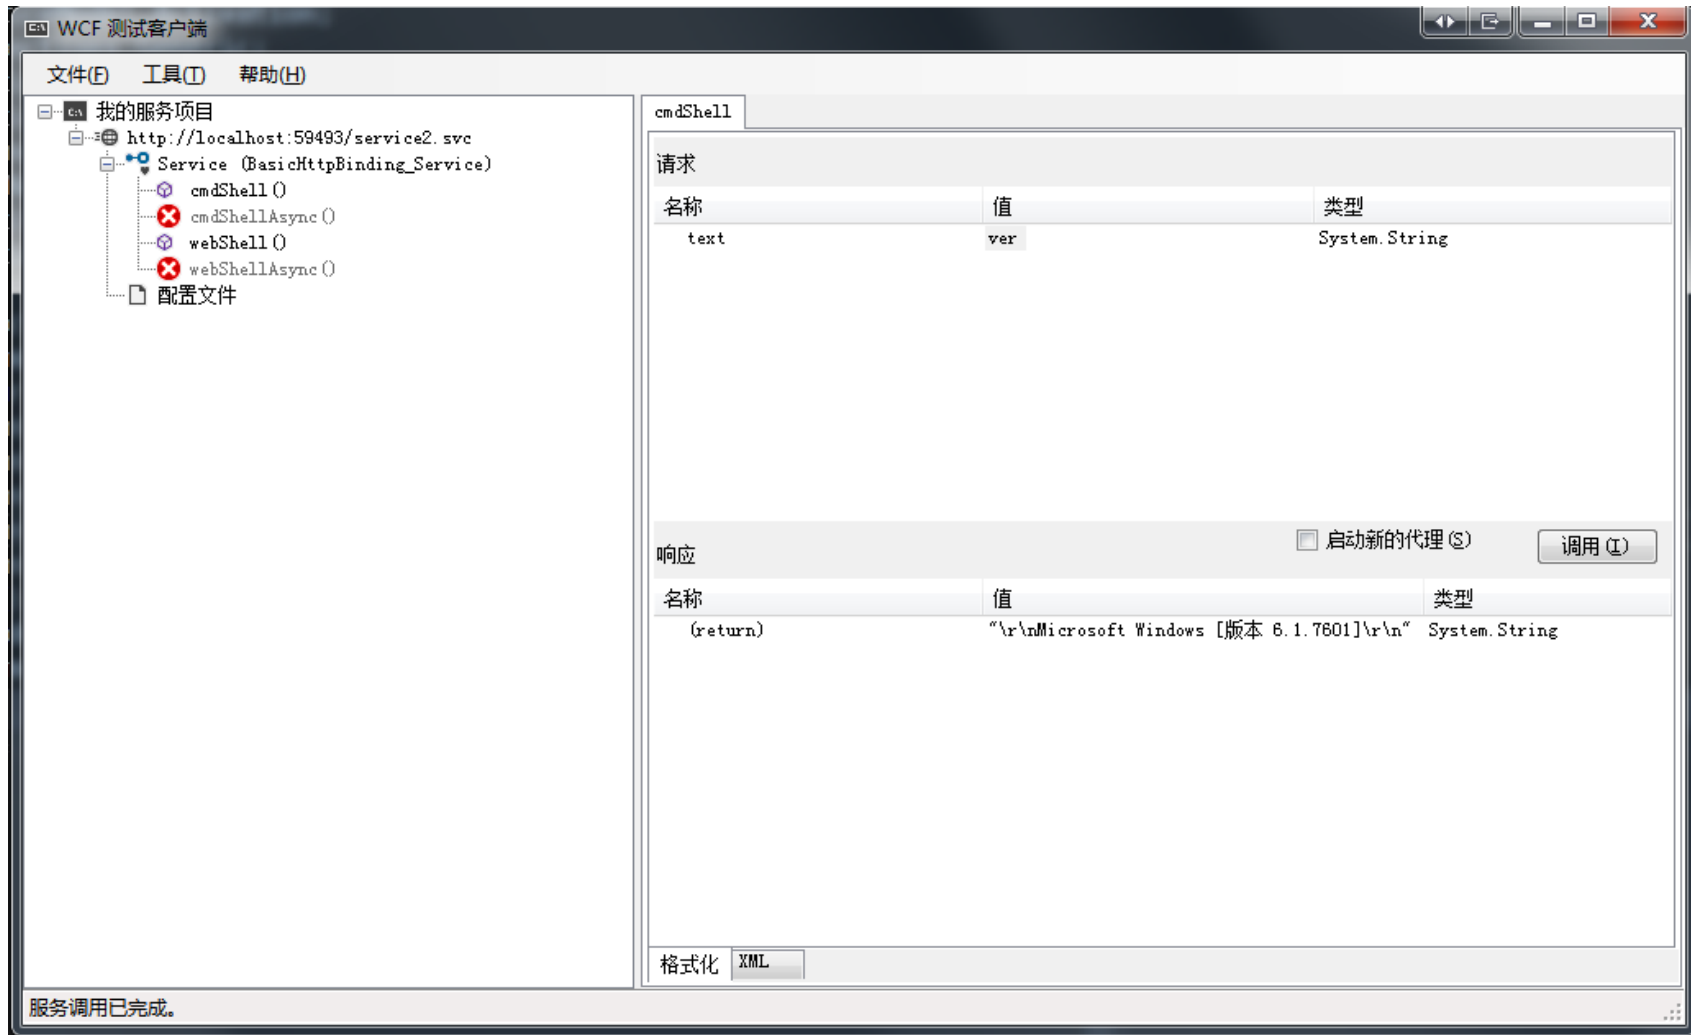 WCF 测试客户端
文件(F) 工具(T) 帮助(H)
我的服务项目
http://localhost:59493/service2.svc
Service (BasicHttpBinding_Service)
cmdShell()
cmdShellAsync()
webShell()
webShellAsync()
配置文件
cmdShell
请求
名称 值 类型
text ver System.String
响应 启动新的代理(S) 调用(I)
名称 值 类型
(return) "\r\nMicrosoft Windows [版本 6.1.7601]\r\n" System.String
格式化 XML
服务调用已完成。